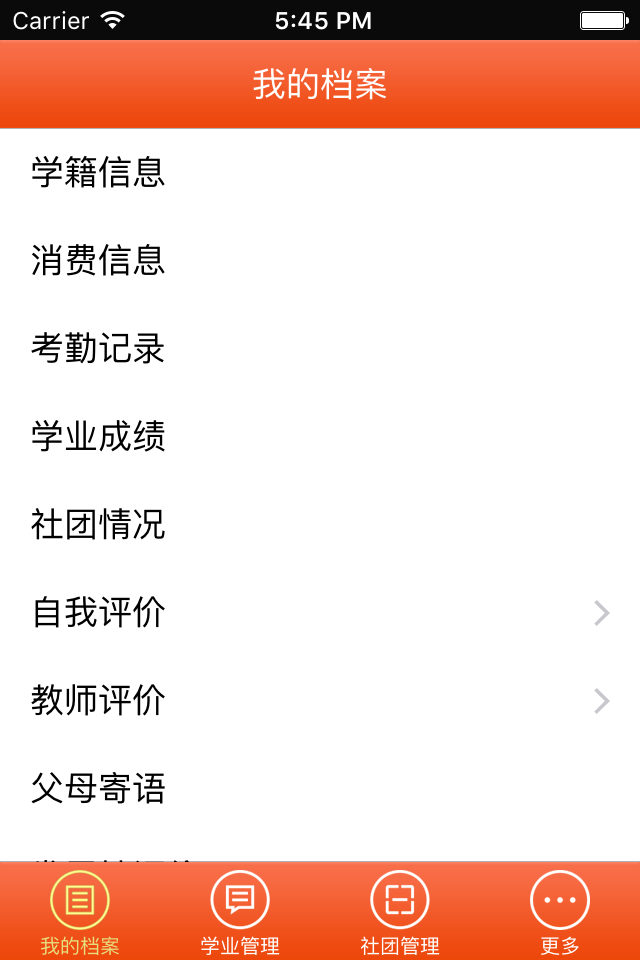 Carrier 5:45 PM
我的档案
学籍信息
消费信息
考勤记录
学业成绩
社团情况
自我评价
教师评价
父母寄语
我的档案 学业管理 社团管理 更多